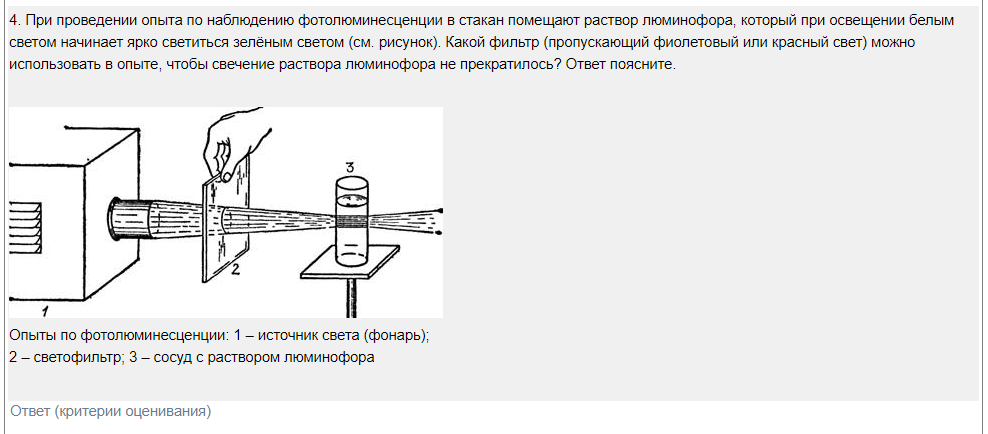 4. При проведении опыта по наблюдению фотолюминесценции в стакан помещают раствор люминофора, который при освещении белым
светом начинает ярко светиться зелёным светом (см. рисунок). Какой фильтр (пропускающий фиолетовый или красный свет) можно
использовать в опыте, чтобы свечение раствора люминофора не прекратилось? Ответ поясните.
3
2
1
Опыты по фотолюминесценции: 1 – источник света (фонарь);
2 – светофильтр; 3 – сосуд с раствором люминофора
Ответ (критерии оценивания)